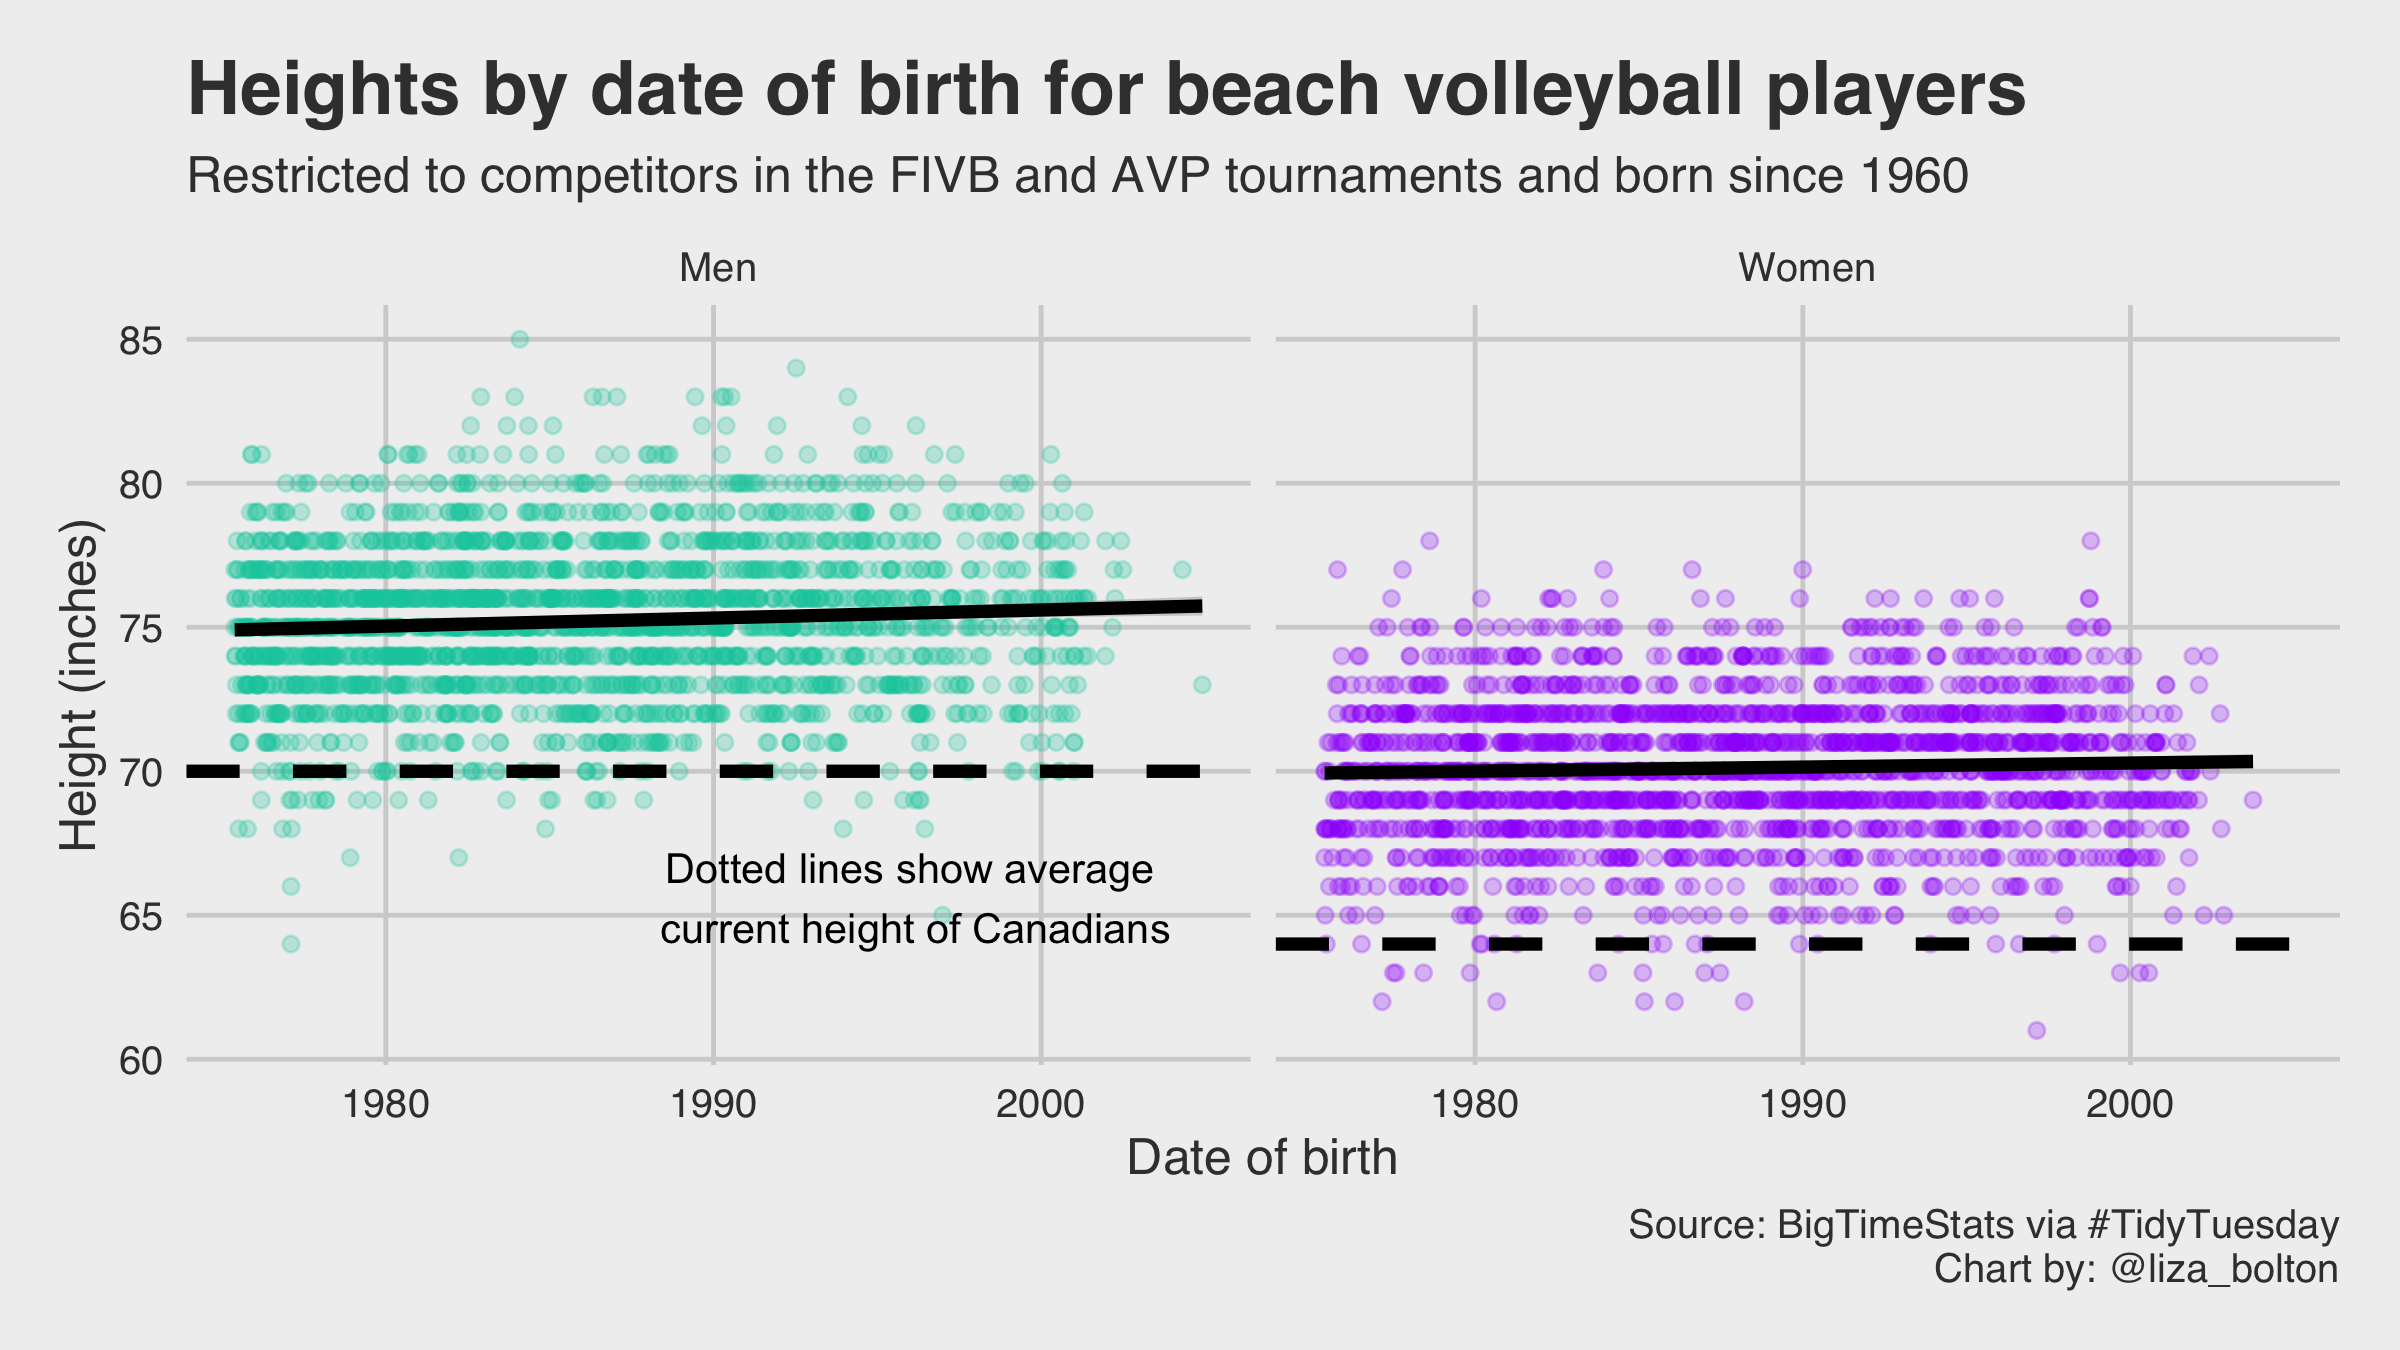 Heights by date of birth for beach volleyball players
Restricted to competitors in the FIVB and AVP tournaments and born since 1960
Men
Women
Height (inches)
85
80
75
70
65
60
Dotted lines show average
current height of Canadians
1980
1990
2000
1980
1990
2000
Date of birth
Source: BigTimeStats via #TidyTuesday
Chart by: @liza_bolton